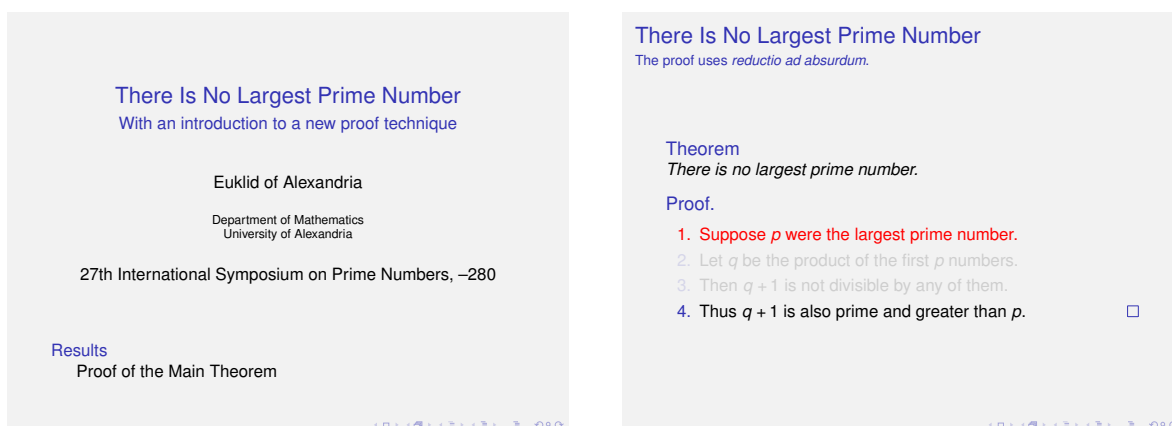 There Is No Largest Prime Number
With an introduction to a new proof technique
Euklid of Alexandria
Department of Mathematics
University of Alexandria
27th International Symposium on Prime Numbers, –280
Results
Proof of the Main Theorem
There Is No Largest Prime Number
The proof uses reductio ad absurdum.
Theorem
There is no largest prime number.
Proof.
1. Suppose p were the largest prime number.
2. Let q be the product of the first p numbers.
3. Then q + 1 is not divisible by any of them.
4. Thus q + 1 is also prime and greater than p. □